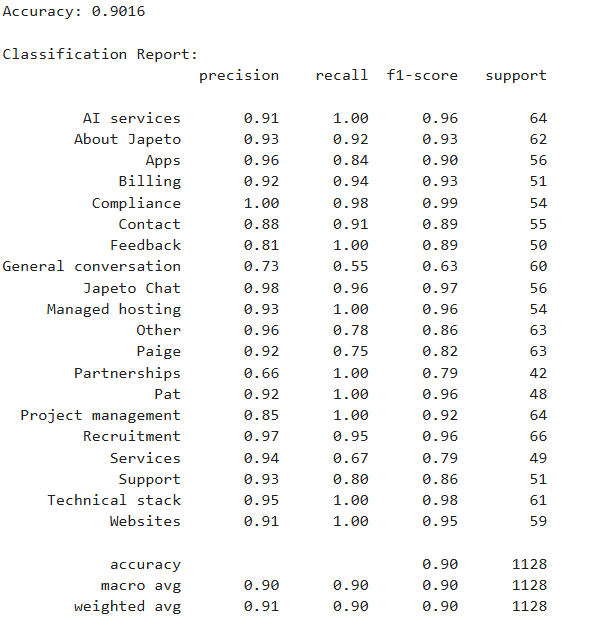 Accuracy: 0.9016
Classification Report:
precision recall f1-score support
AI services 0.91 1.00 0.96 64
About Japeto 0.93 0.92 0.93 62
Apps 0.96 0.84 0.90 56
Billing 0.92 0.94 0.93 51
Compliance 1.00 0.98 0.99 54
Contact 0.88 0.91 0.89 55
Feedback 0.81 1.00 0.89 50
General conversation 0.73 0.55 0.63 60
Japeto Chat 0.98 0.96 0.97 56
Managed hosting 0.93 1.00 0.96 54
Other 0.96 0.78 0.86 63
Paige 0.92 0.75 0.82 63
Partnerships 0.66 1.00 0.79 42
Pat 0.92 1.00 0.96 48
Project management 0.85 1.00 0.92 64
Recruitment 0.97 0.95 0.96 66
Services 0.94 0.67 0.79 49
Support 0.93 0.80 0.86 51
Technical stack 0.95 1.00 0.98 61
Websites 0.91 1.00 0.95 59
accuracy 0.90 1128
macro avg 0.90 0.90 0.90 1128
weighted avg 0.91 0.90 0.90 1128